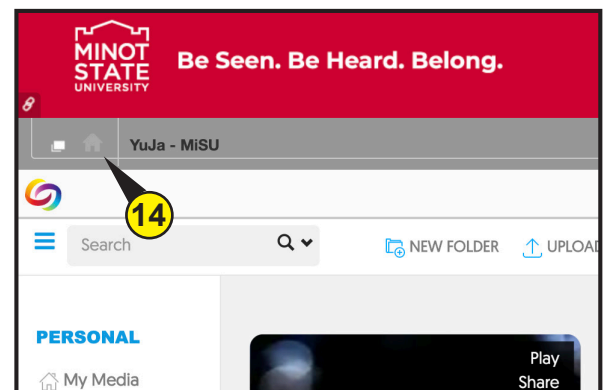 MINOT
STATE
UNIVERSITY
Be Seen. Be Heard. Belong.
YuJa - MiSU
14
Search
NEW FOLDER
UPLOAD
PERSONAL
Play
My Media
Share